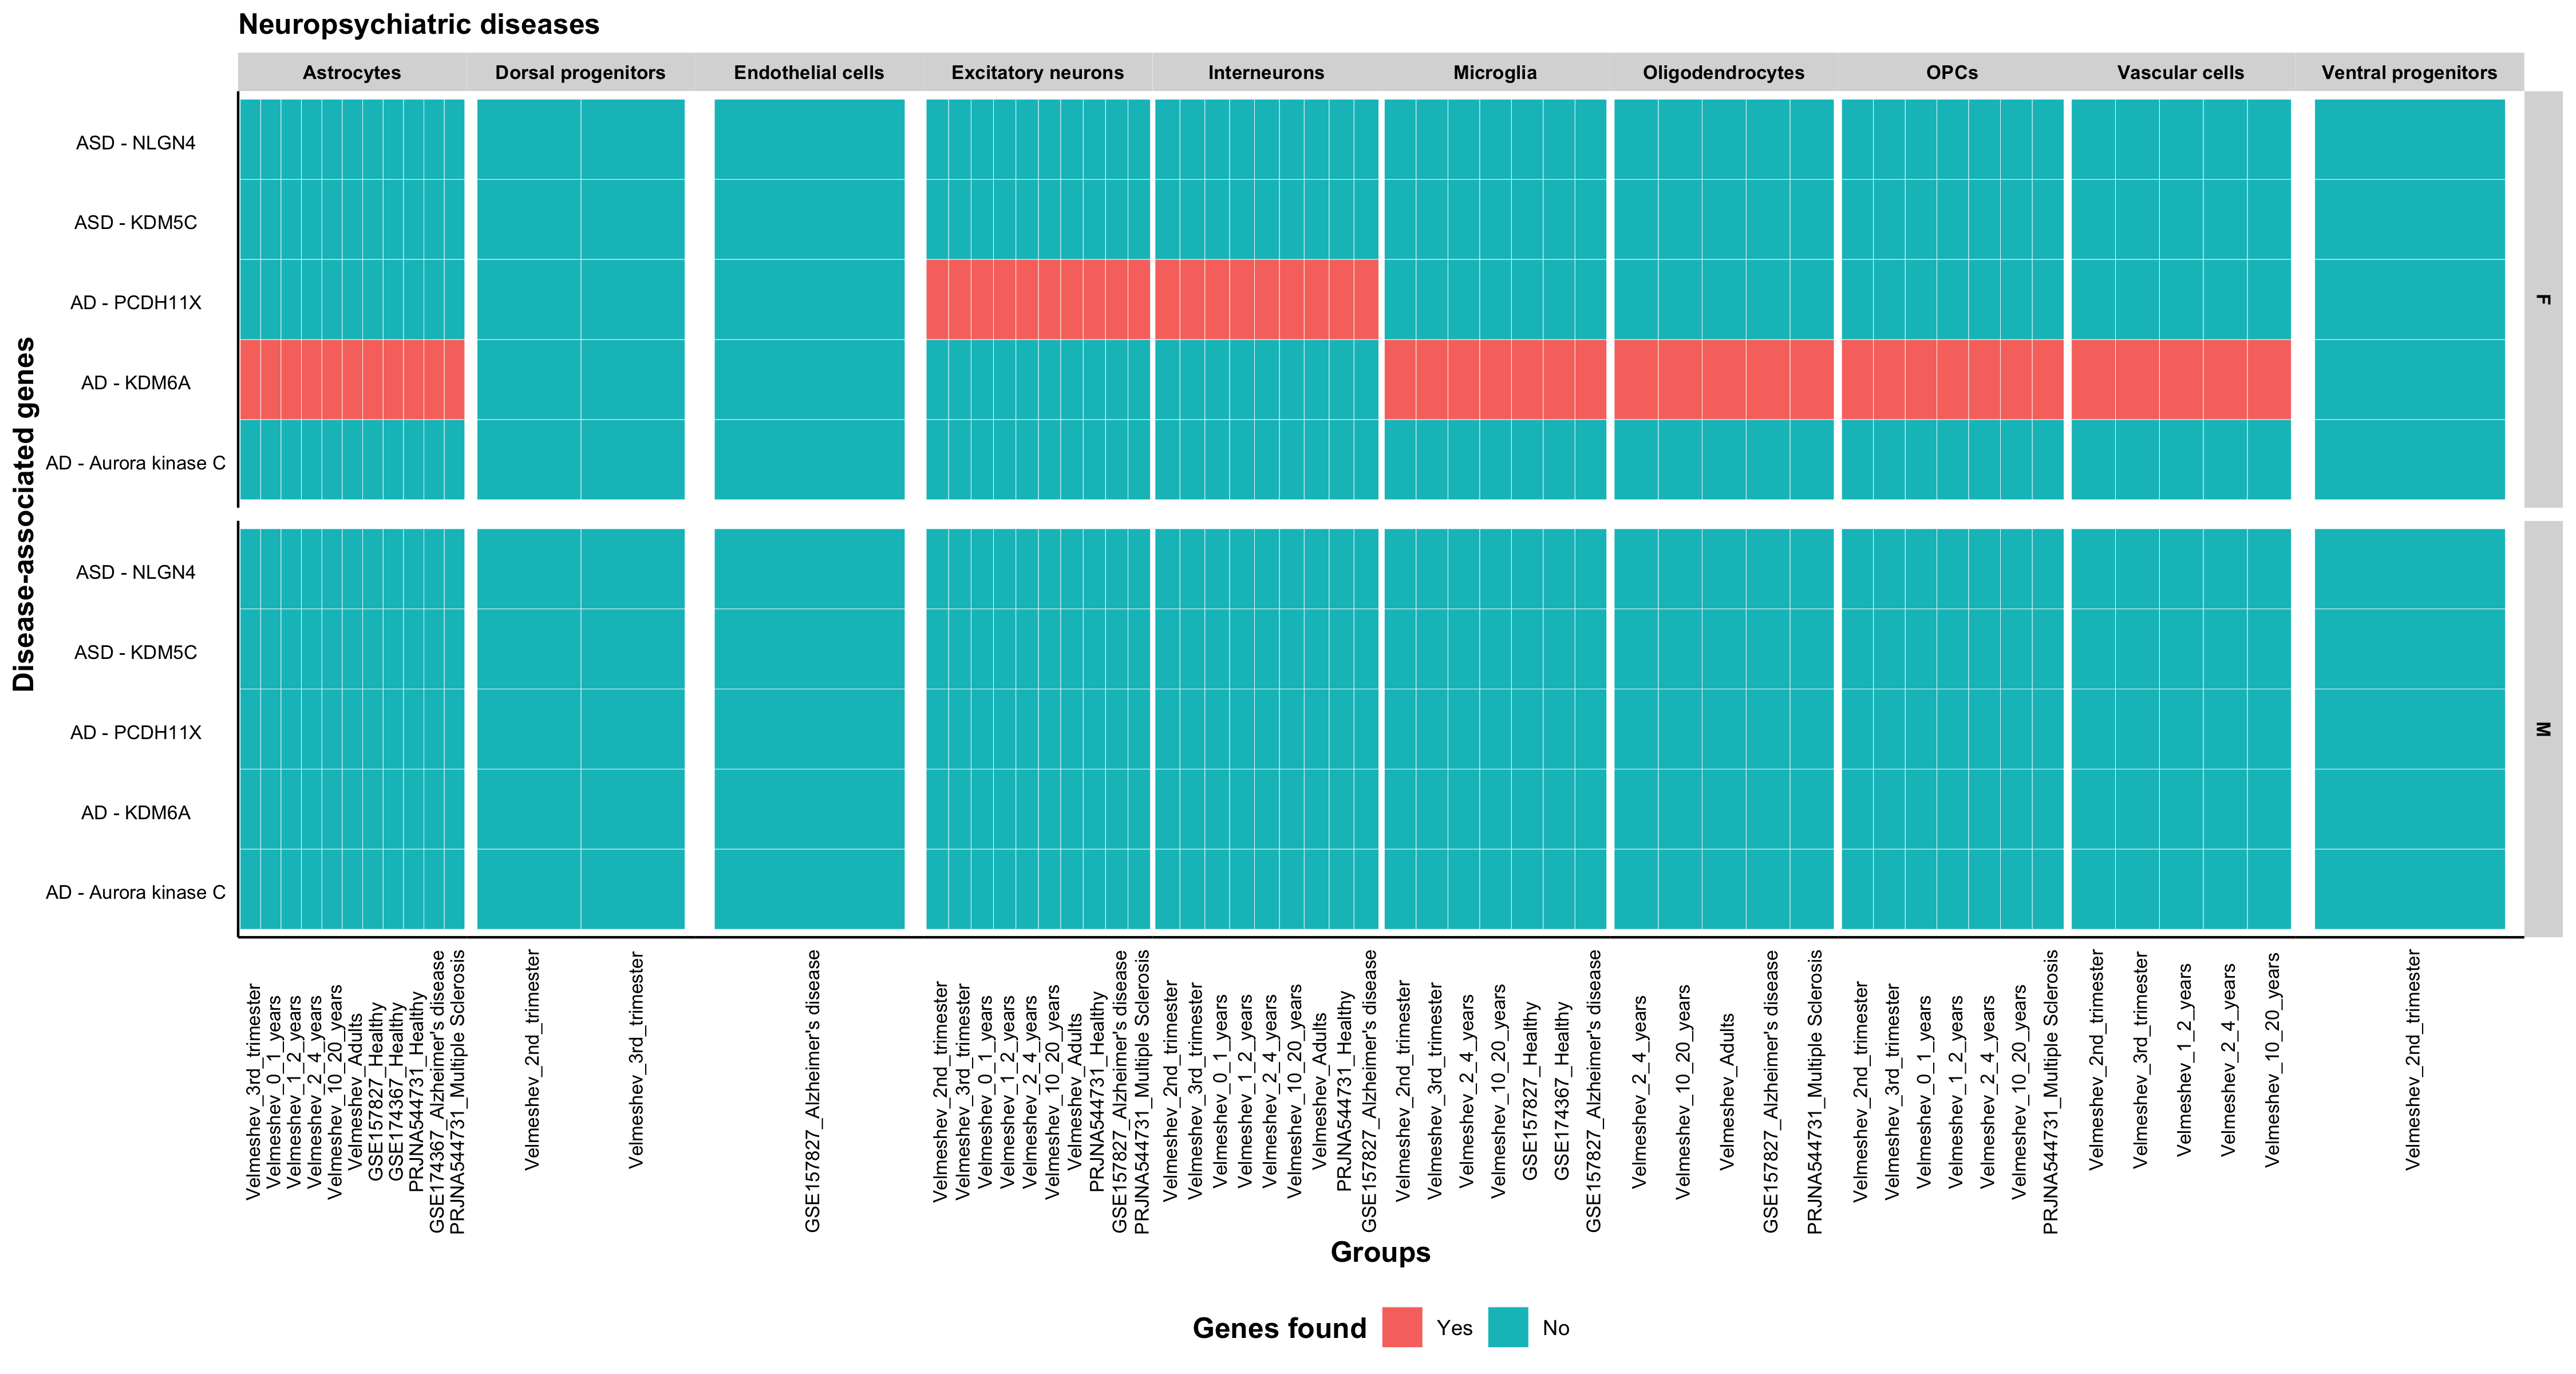 Neuropsychiatric diseases
Astrocytes
Dorsal progenitors
Endothelial cells
Excitatory neurons
Interneurons
Microglia
Oligodendrocytes
OPCs
Vascular cells
Ventral progenitors
Disease-associated genes
ASD - NLGN4
ASD - KDM5C
AD - PCDH11X
AD - KDM6A
AD - Aurora kinase C
F
ASD - NLGN4
ASD - KDM5C
AD - PCDH11X
AD - KDM6A
AD - Aurora kinase C
M
Velmeshev_3rd_trimester
Velmeshev_0_1_years
Velmeshev_1_2_years
Velmeshev_2_4_years
Velmeshev_10_20_years
Velmeshev_Adults
GSE157827_Healthy
GSE174367_Healthy
PRJNA544731_Healthy
GSE174367_Alzheimer's disease
PRJNA544731_Multiple Sclerosis
Velmeshev_2nd_trimester
Velmeshev_3rd_trimester
GSE157827_Alzheimer's disease
Velmeshev_2nd_trimester
Velmeshev_3rd_trimester
Velmeshev_0_1_years
Velmeshev_1_2_years
Velmeshev_2_4_years
Velmeshev_10_20_years
Velmeshev_Adults
PRJNA544731_Healthy
GSE157827_Alzheimer's disease
PRJNA544731_Multiple Sclerosis
Velmeshev_2nd_trimester
Velmeshev_3rd_trimester
Velmeshev_0_1_years
Velmeshev_1_2_years
Velmeshev_2_4_years
Velmeshev_10_20_years
Velmeshev_Adults
PRJNA544731_Healthy
GSE157827_Alzheimer's disease
Velmeshev_2nd_trimester
Velmeshev_3rd_trimester
Velmeshev_2_4_years
Velmeshev_10_20_years
GSE157827_Healthy
GSE174367_Healthy
GSE157827_Alzheimer's disease
Velmeshev_2_4_years
Velmeshev_10_20_years
Velmeshev_Adults
GSE157827_Alzheimer's disease
PRJNA544731_Multiple Sclerosis
Velmeshev_2nd_trimester
Velmeshev_3rd_trimester
Velmeshev_0_1_years
Velmeshev_1_2_years
Velmeshev_2_4_years
Velmeshev_10_20_years
PRJNA544731_Multiple Sclerosis
Velmeshev_2nd_trimester
Velmeshev_3rd_trimester
Velmeshev_1_2_years
Velmeshev_2_4_years
Velmeshev_10_20_years
Velmeshev_2nd_trimester
Groups
Genes found
Yes
No